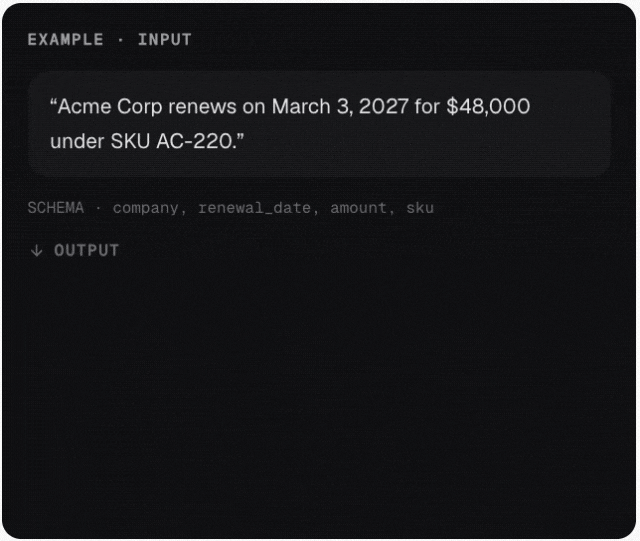 EXAMPLE · INPUT
“Acme Corp renews on March 3, 2027 for $48,000
under SKU AC-220.”
SCHEMA · company, renewal_date, amount, sku
↓ OUTPUT